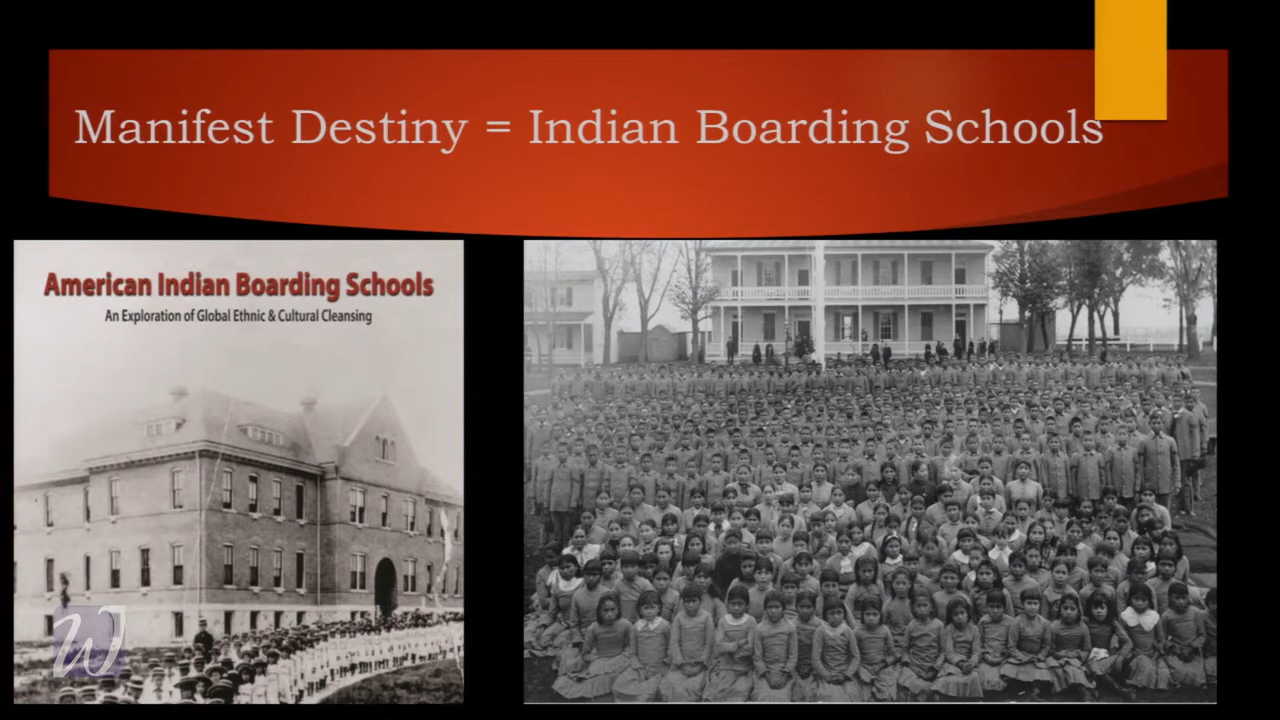 Manifest Destiny = Indian Boarding Schools
American Indian Boarding Schools
An Exploration of Global Ethnic & Cultural Cleansing
W